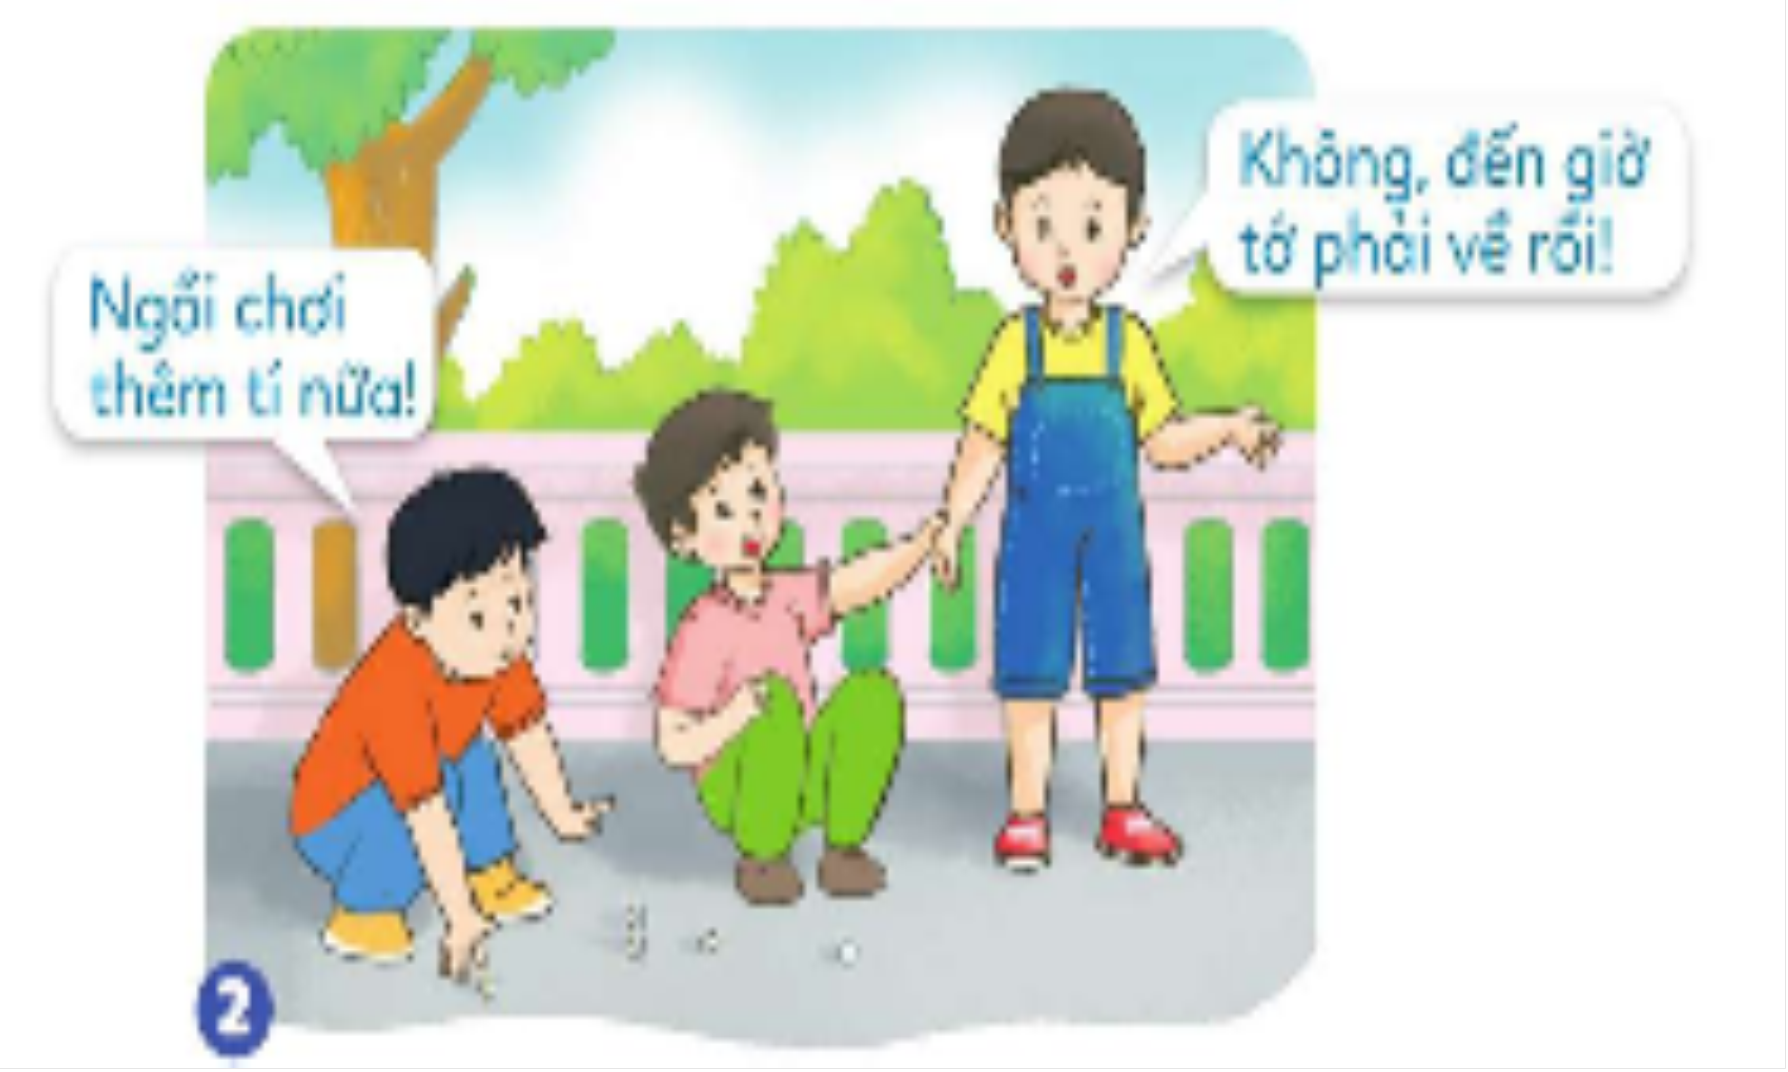 Ngồi chơi
thêm tí nữa!
Không, đến giờ
tớ phải về rồi!
2